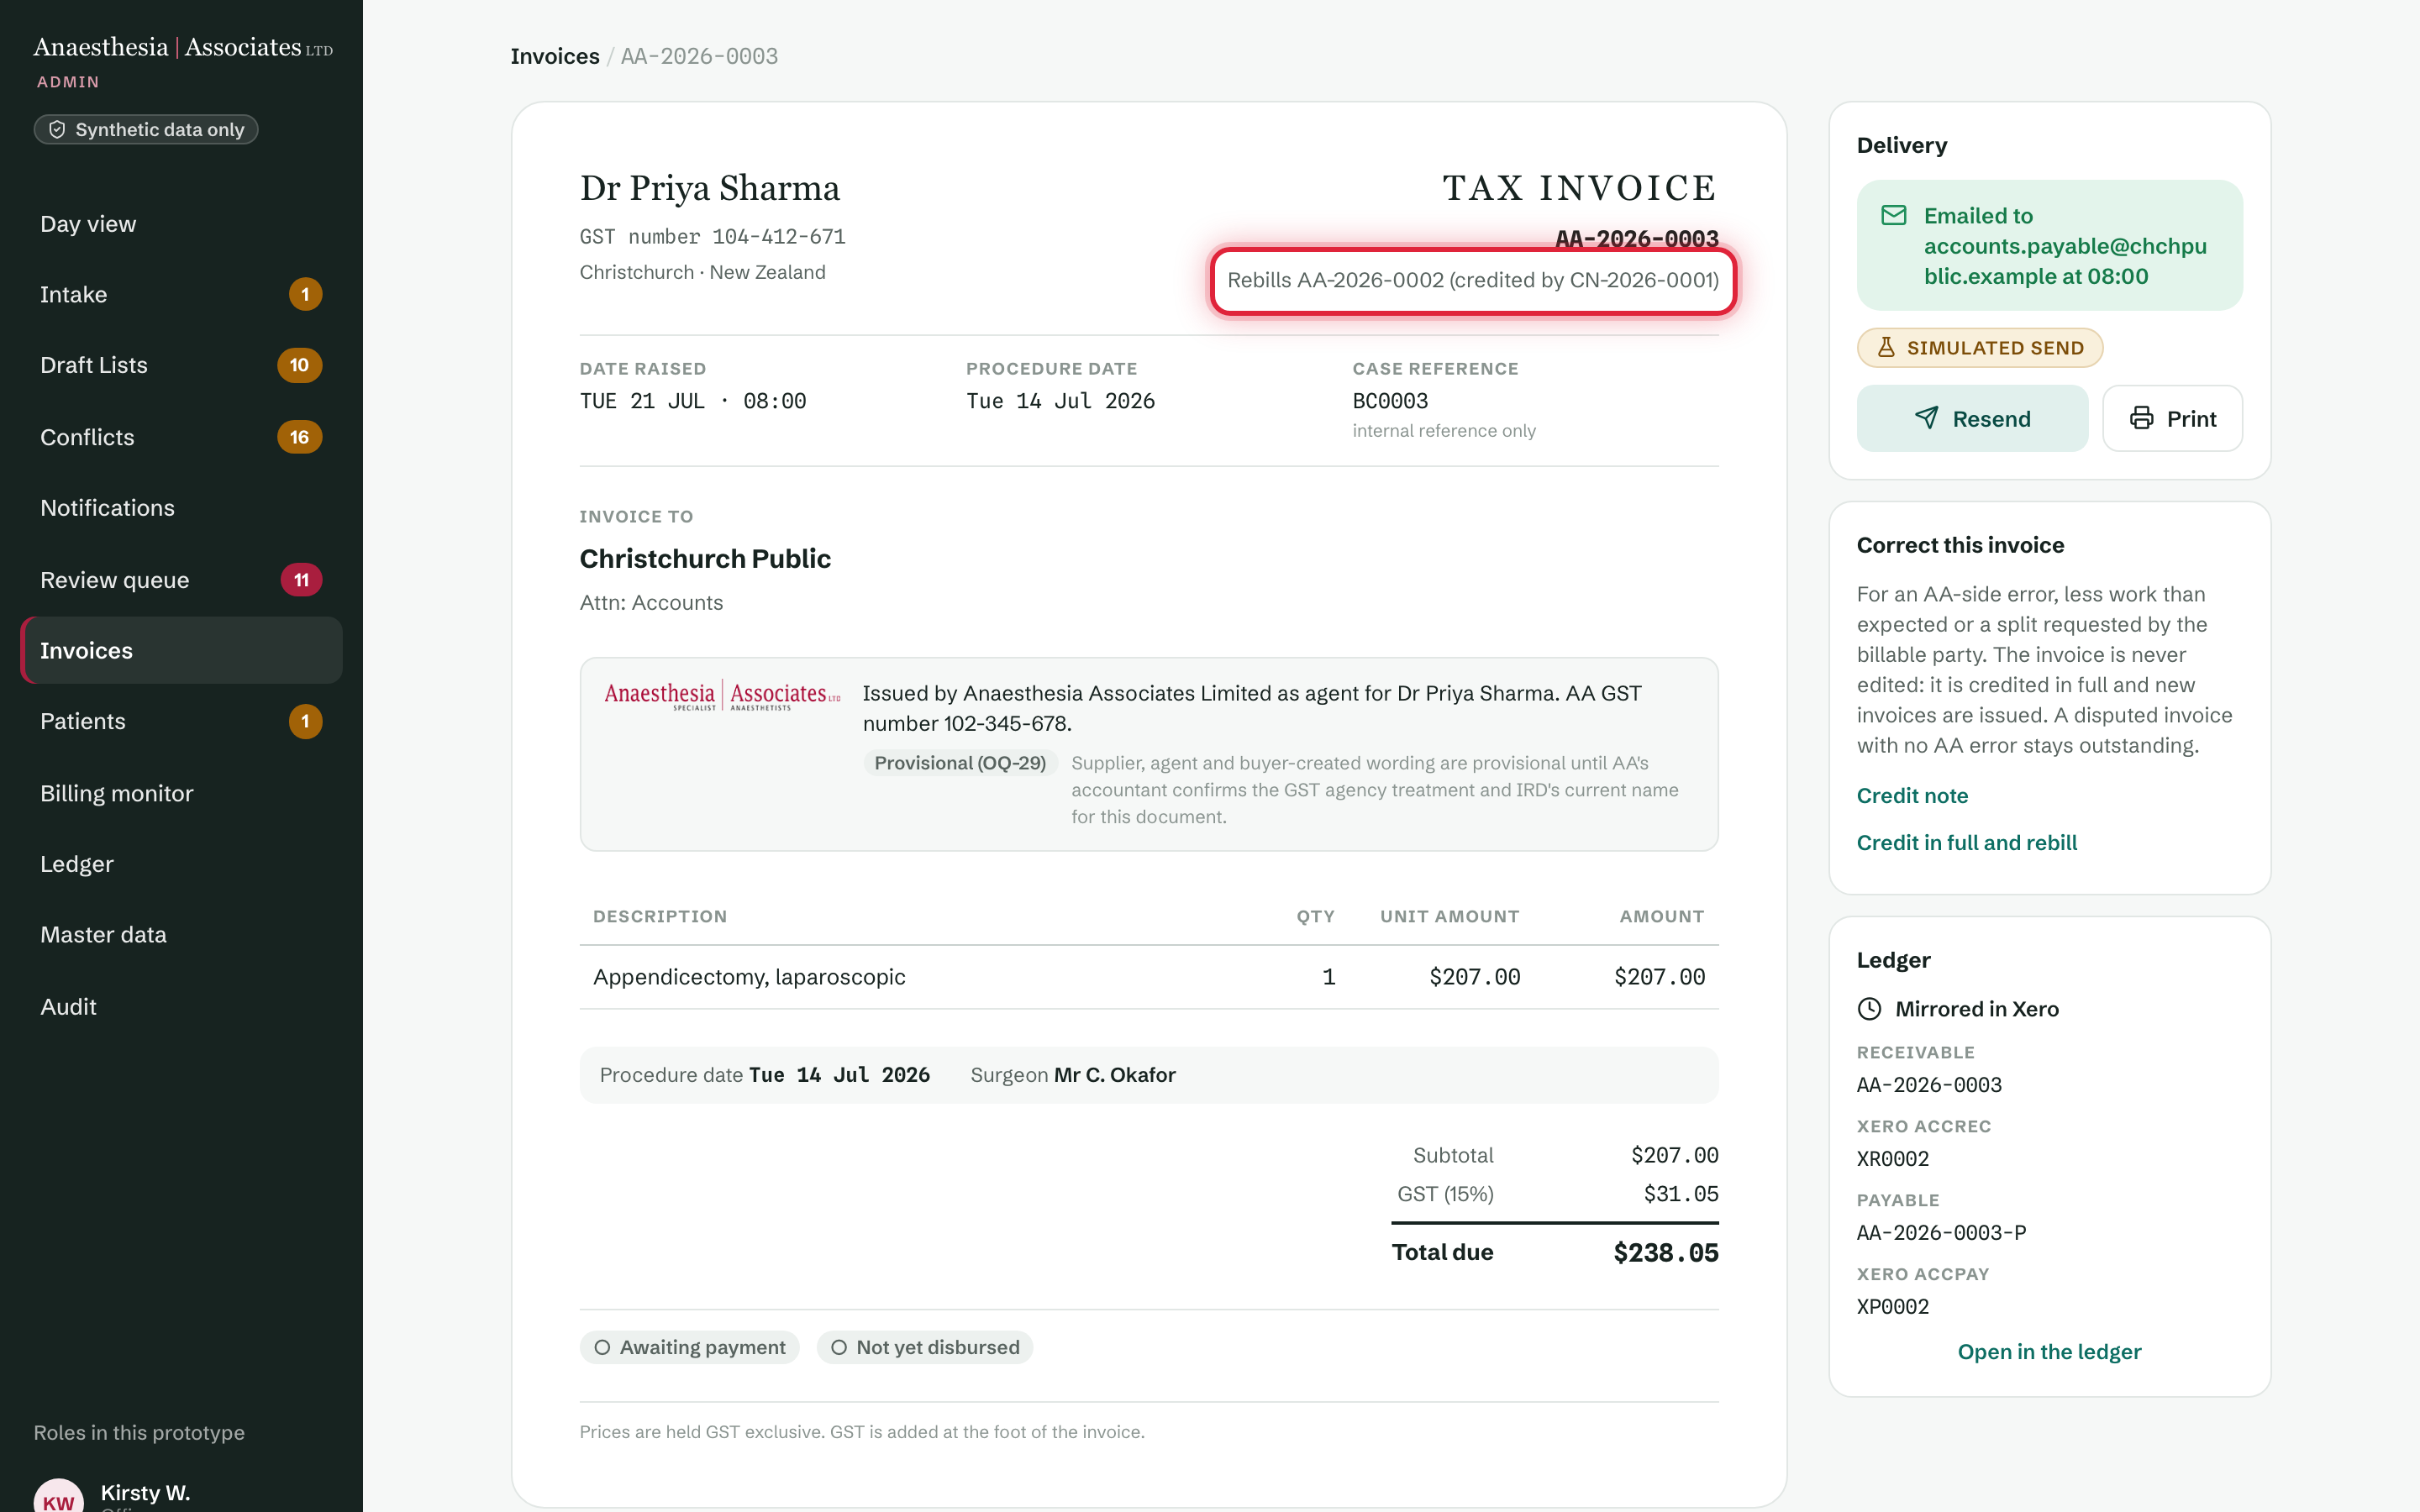 Anaesthesia | Associates LTD
ADMIN
Synthetic data only
Day view
Intake 1
Draft Lists 10
Conflicts 16
Notifications
Review queue 11
Invoices
Patients 1
Billing monitor
Ledger
Master data
Audit
Roles in this prototype
KW Kirsty W.
Invoices / AA-2026-0003
Dr Priya Sharma
GST number 104-412-671
Christchurch · New Zealand
TAX INVOICE
AA-2026-0003
Rebills AA-2026-0002 (credited by CN-2026-0001)
DATE RAISED
TUE 21 JUL · 08:00
PROCEDURE DATE
Tue 14 Jul 2026
CASE REFERENCE
BC0003
internal reference only
INVOICE TO
Christchurch Public
Attn: Accounts
Anaesthesia | Associates LTD
SPECIALIST ANAESTHETISTS
Issued by Anaesthesia Associates Limited as agent for Dr Priya Sharma. AA GST
number 102-345-678.
Provisional (OQ-29)
Supplier, agent and buyer-created wording are provisional until AA's
accountant confirms the GST agency treatment and IRD's current name
for this document.
DESCRIPTION QTY UNIT AMOUNT AMOUNT
Appendicectomy, laparoscopic 1 $207.00 $207.00
Procedure date Tue 14 Jul 2026 Surgeon Mr C. Okafor
Subtotal $207.00
GST (15%) $31.05
Total due $238.05
Awaiting payment Not yet disbursed
Prices are held GST exclusive. GST is added at the foot of the invoice.
Delivery
Emailed to
accounts.payable@chchpu
blic.example at 08:00
SIMULATED SEND
Resend Print
Correct this invoice
For an AA-side error, less work than
expected or a split requested by the
billable party. The invoice is never
edited: it is credited in full and new
invoices are issued. A disputed invoice
with no AA error stays outstanding.
Credit note
Credit in full and rebill
Ledger
Mirrored in Xero
RECEIVABLE
AA-2026-0003
XERO ACCREC
XR0002
PAYABLE
AA-2026-0003-P
XERO ACCPAY
XP0002
Open in the ledger